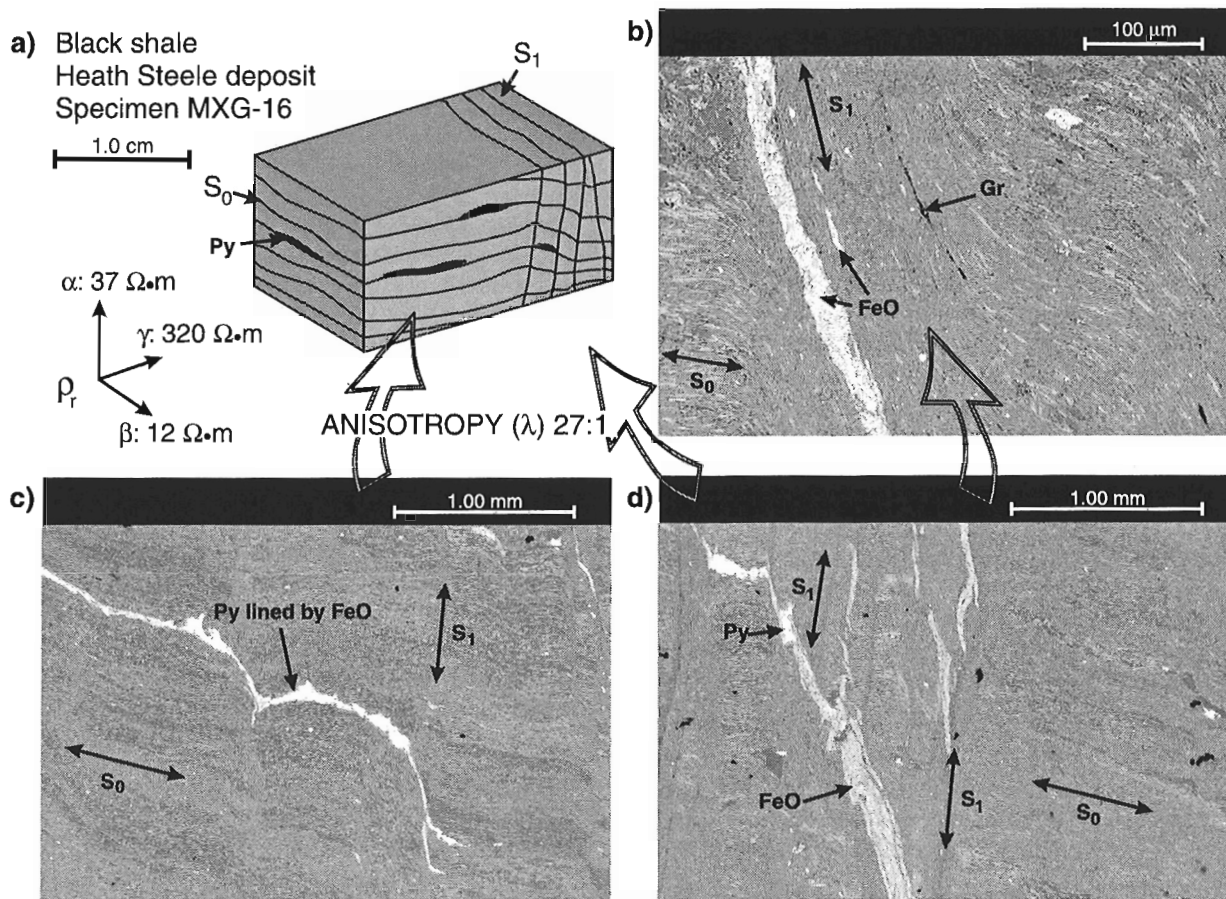 a) Black shale
Heath Steele deposit
Specimen MXG-16
1.0 cm
S1
S0
Py
α: 37 Ω•m
γ: 320 Ω•m
ρr
β: 12 Ω•m
ANISOTROPY (λ) 27:1
b)
100 µm
S1
Gr
FeO
S0
c)
1.00 mm
Py lined by FeO
S1
S0
d)
1.00 mm
S1
Py
FeO
S1
S0